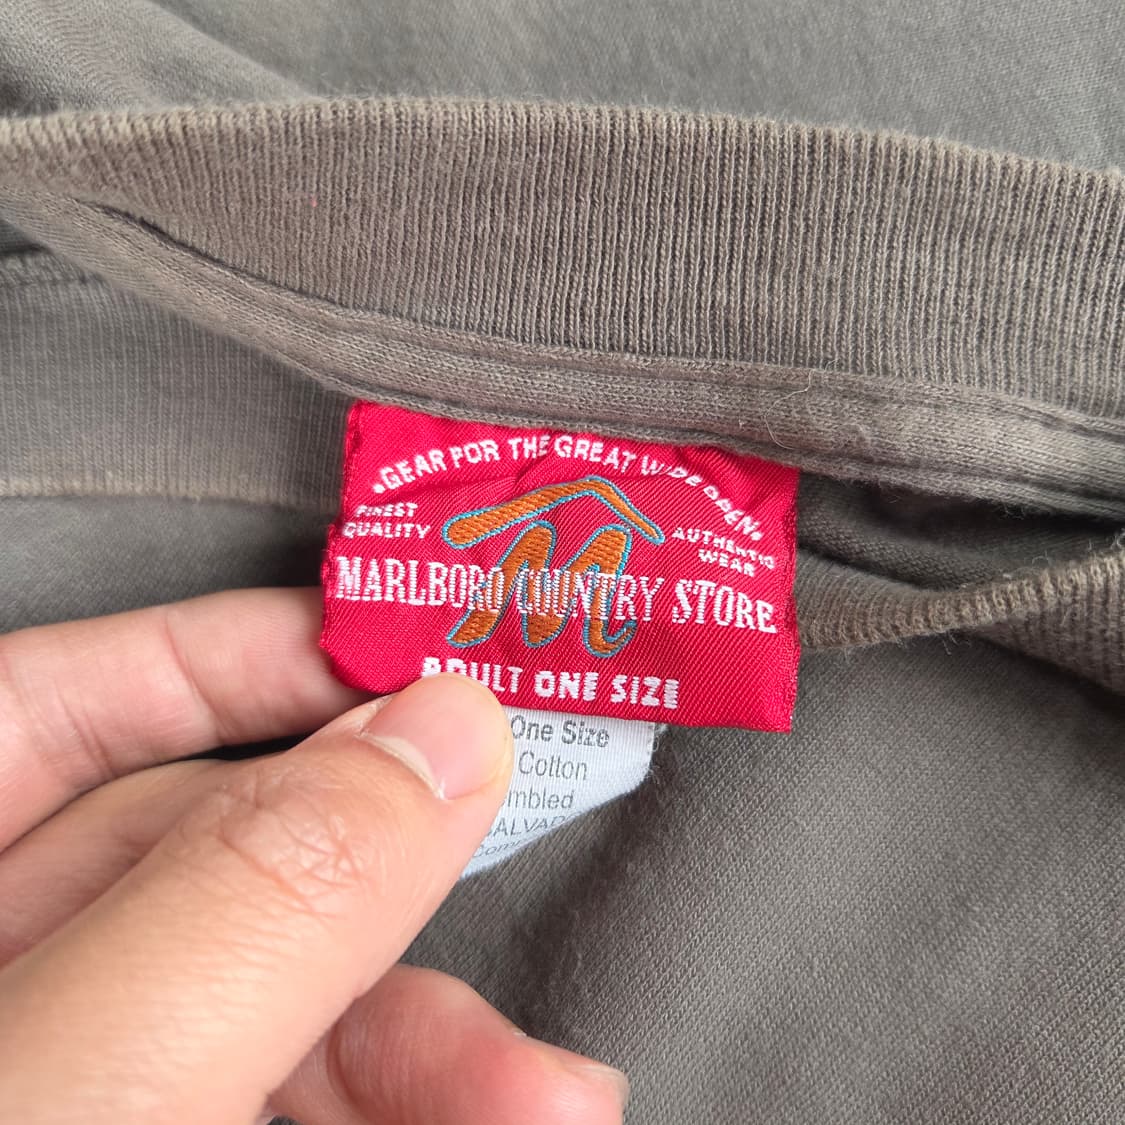 •GEAR FOR THE GREAT WIDE OPEN•
FINEST
QUALITY
AUTHENTIC
WEAR
M
MARLBORO COUNTRY STORE
ADULT ONE SIZE
One Size
Cotton